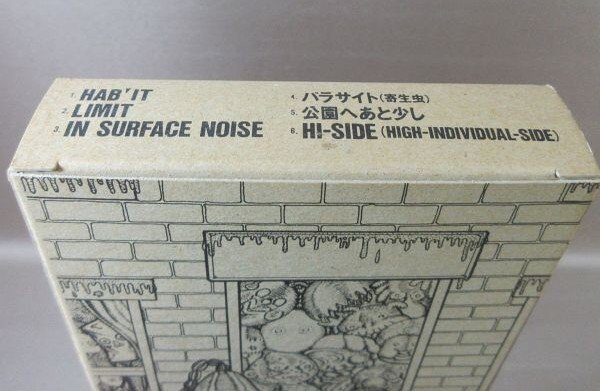 1. HAB'IT
2. LIMIT
3. IN SURFACE NOISE
4. パラサイト(寄生虫)
5. 公園へあと少し
6. H!-SIDE (HIGH-INDIVIDUAL-SIDE)